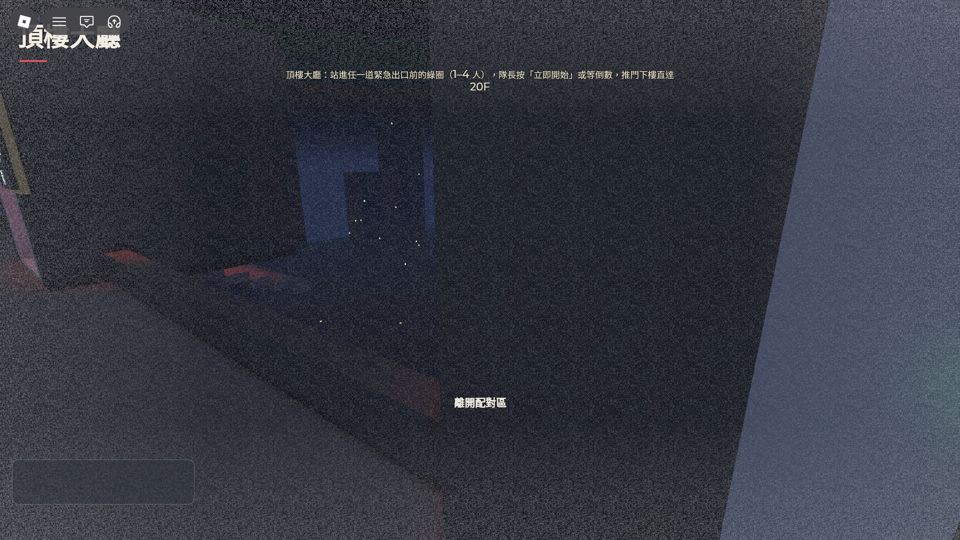 頂樓大廳
頂樓大廳：站進任一道緊急出口前的綠圈（1–4 人），隊長按「立即開始」或等倒數，推門下樓直達
20F
離開配對區